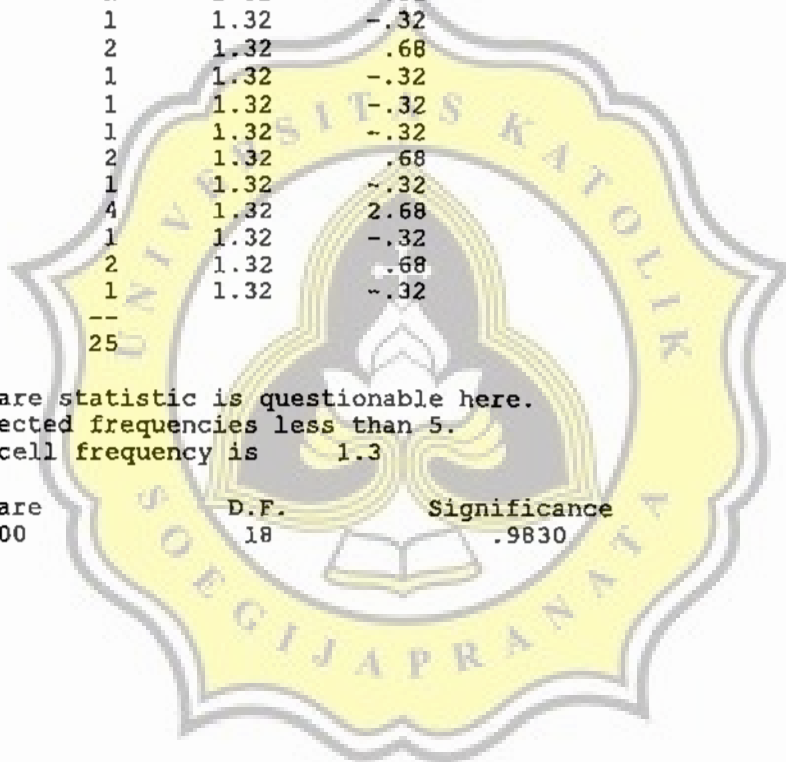 1 1.32 -.32
2 1.32 .68
1 1.32 -.32
1 1.32 -.32
1 1.32 -.32
2 1.32 .68
1 1.32 -.32
4 1.32 2.68
1 1.32 -.32
2 1.32 .68
1 1.32 -.32
--
25
are statistic is questionable here.
ected frequencies less than 5.
cell frequency is 1.3
are D.F. Significance
00 18 .9830
UNIVERSITAS KATOLIK
SOEGIJAPRANATA